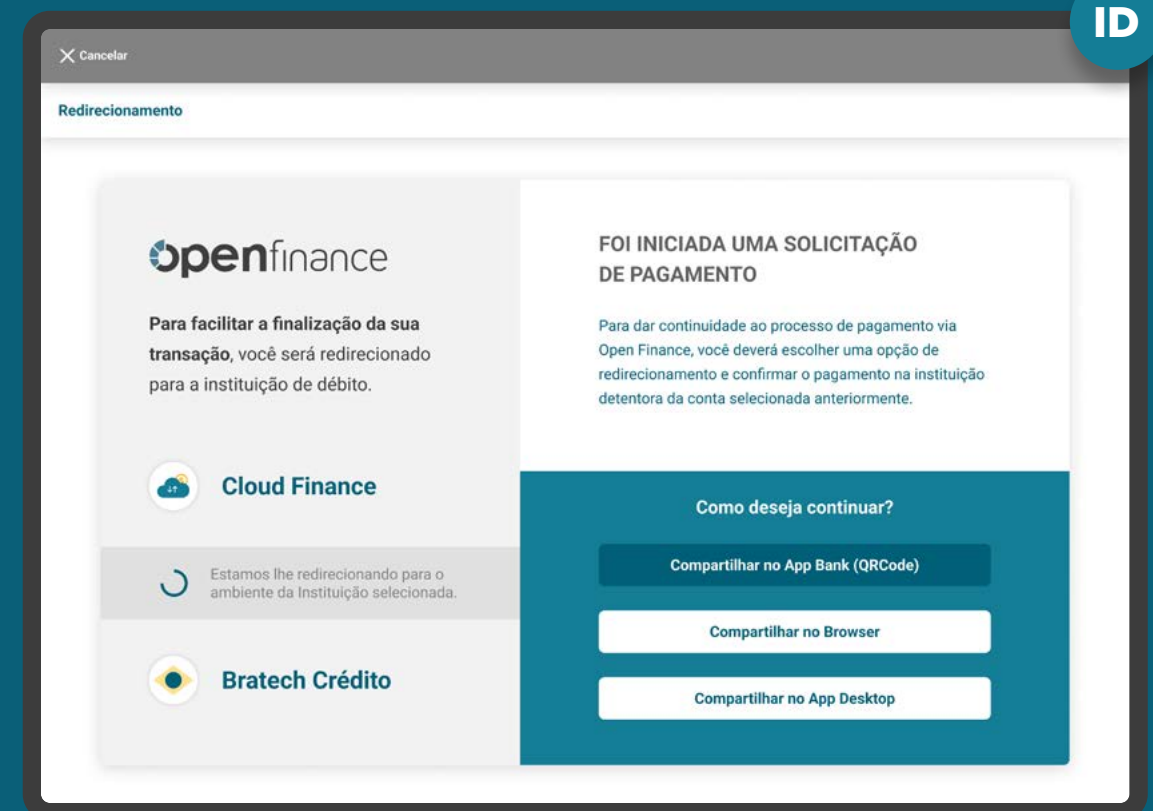 ID
Cancelar
Redirecionamento
openfinance
Para facilitar a finalização da sua
transação, você será redirecionado
para a instituição de débito.
Cloud Finance
Estamos lhe redirecionando para o
ambiente da Instituição selecionada.
Bratech Crédito
FOI INICIADA UMA SOLICITAÇÃO
DE PAGAMENTO
Para dar continuidade ao processo de pagamento via
Open Finance, você deverá escolher uma opção de
redirecionamento e confirmar o pagamento na instituição
detentora da conta selecionada anteriormente.
Como deseja continuar?
Compartilhar no App Bank (QRCode)
Compartilhar no Browser
Compartilhar no App Desktop